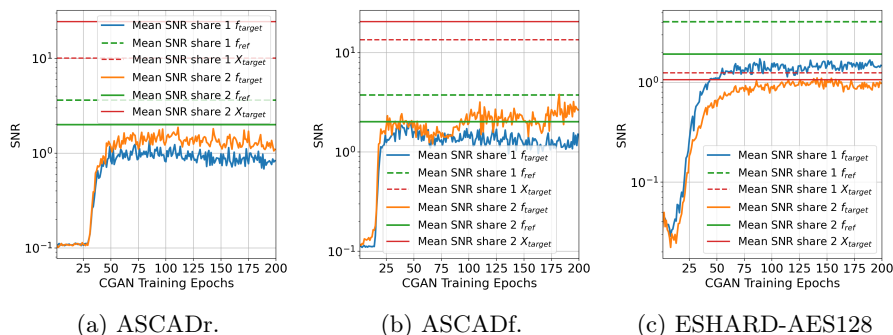 Mean SNR share 1 f_target
Mean SNR share 1 f_ref
Mean SNR share 1 X_target
Mean SNR share 2 f_target
Mean SNR share 2 f_ref
Mean SNR share 2 X_target
SNR
10^1
10^0
10^-1
25 50 75 100 125 150 175 200
CGAN Training Epochs
(a) ASCADr.
Mean SNR share 1 f_target
Mean SNR share 1 f_ref
Mean SNR share 1 X_target
Mean SNR share 2 f_target
Mean SNR share 2 f_ref
Mean SNR share 2 X_target
SNR
10^1
10^0
10^-1
25 50 75 100 125 150 175 200
CGAN Training Epochs
(b) ASCADf.
Mean SNR share 1 f_target
Mean SNR share 1 f_ref
Mean SNR share 1 X_target
Mean SNR share 2 f_target
Mean SNR share 2 f_ref
Mean SNR share 2 X_target
SNR
10^0
10^-1
25 50 75 100 125 150 175 200
CGAN Training Epochs
(c) ESHARD-AES128